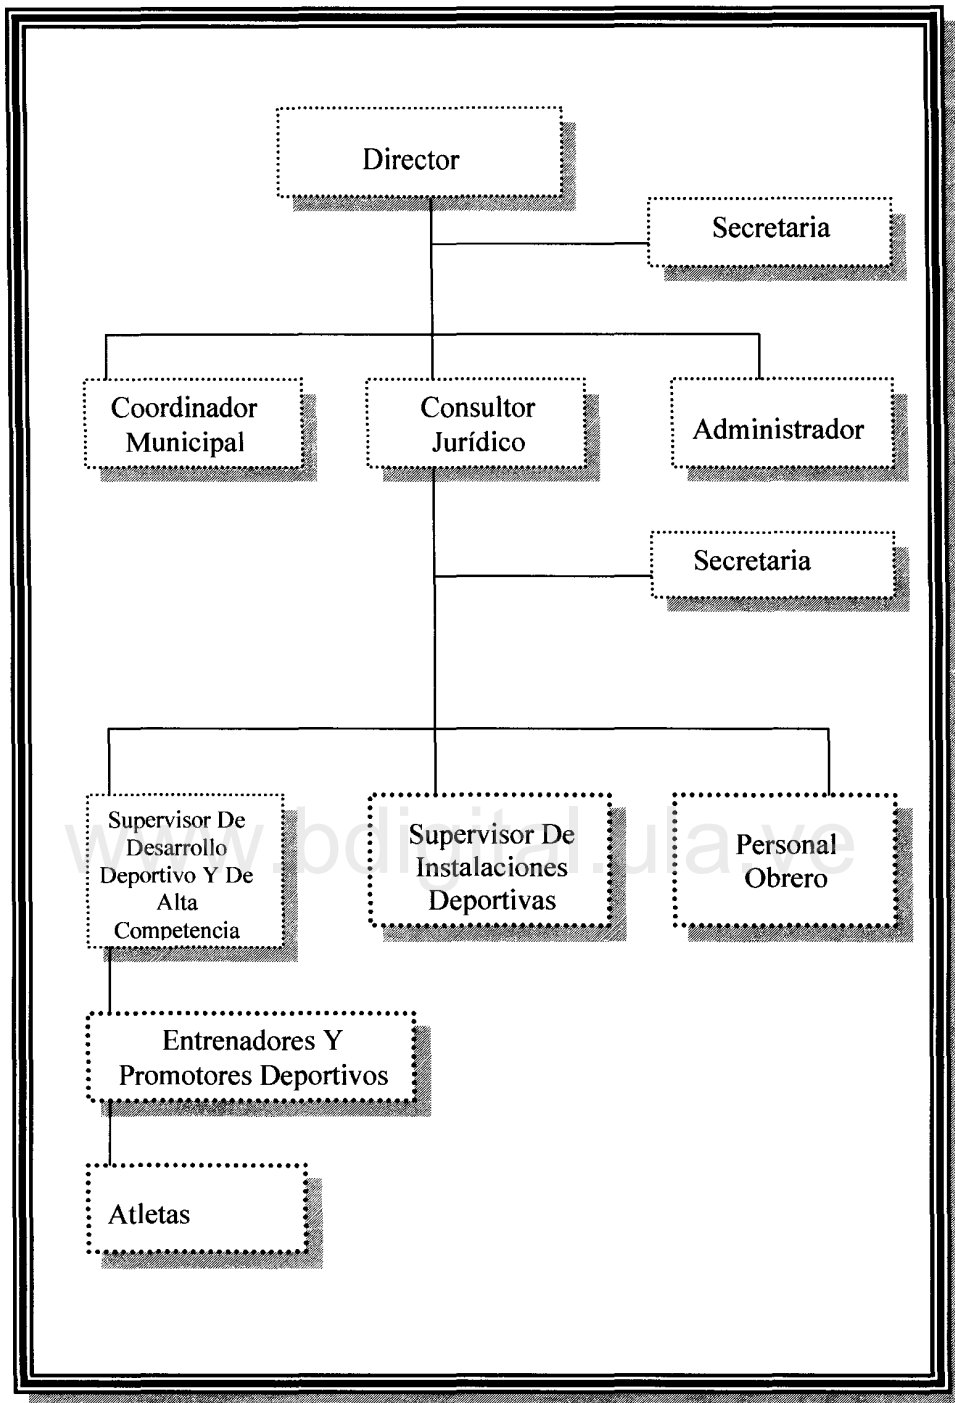 Director
Secretaria
Coordinador
Municipal
Consultor
Jurídico
Administrador
Secretaria
Supervisor De
Desarrollo
Deportivo Y De
Alta
Competencia
Supervisor De
Instalaciones
Deportivas
Personal
Obrero
www.bdigital.ula.ve
Entrenadores Y
Promotores Deportivos
Atletas